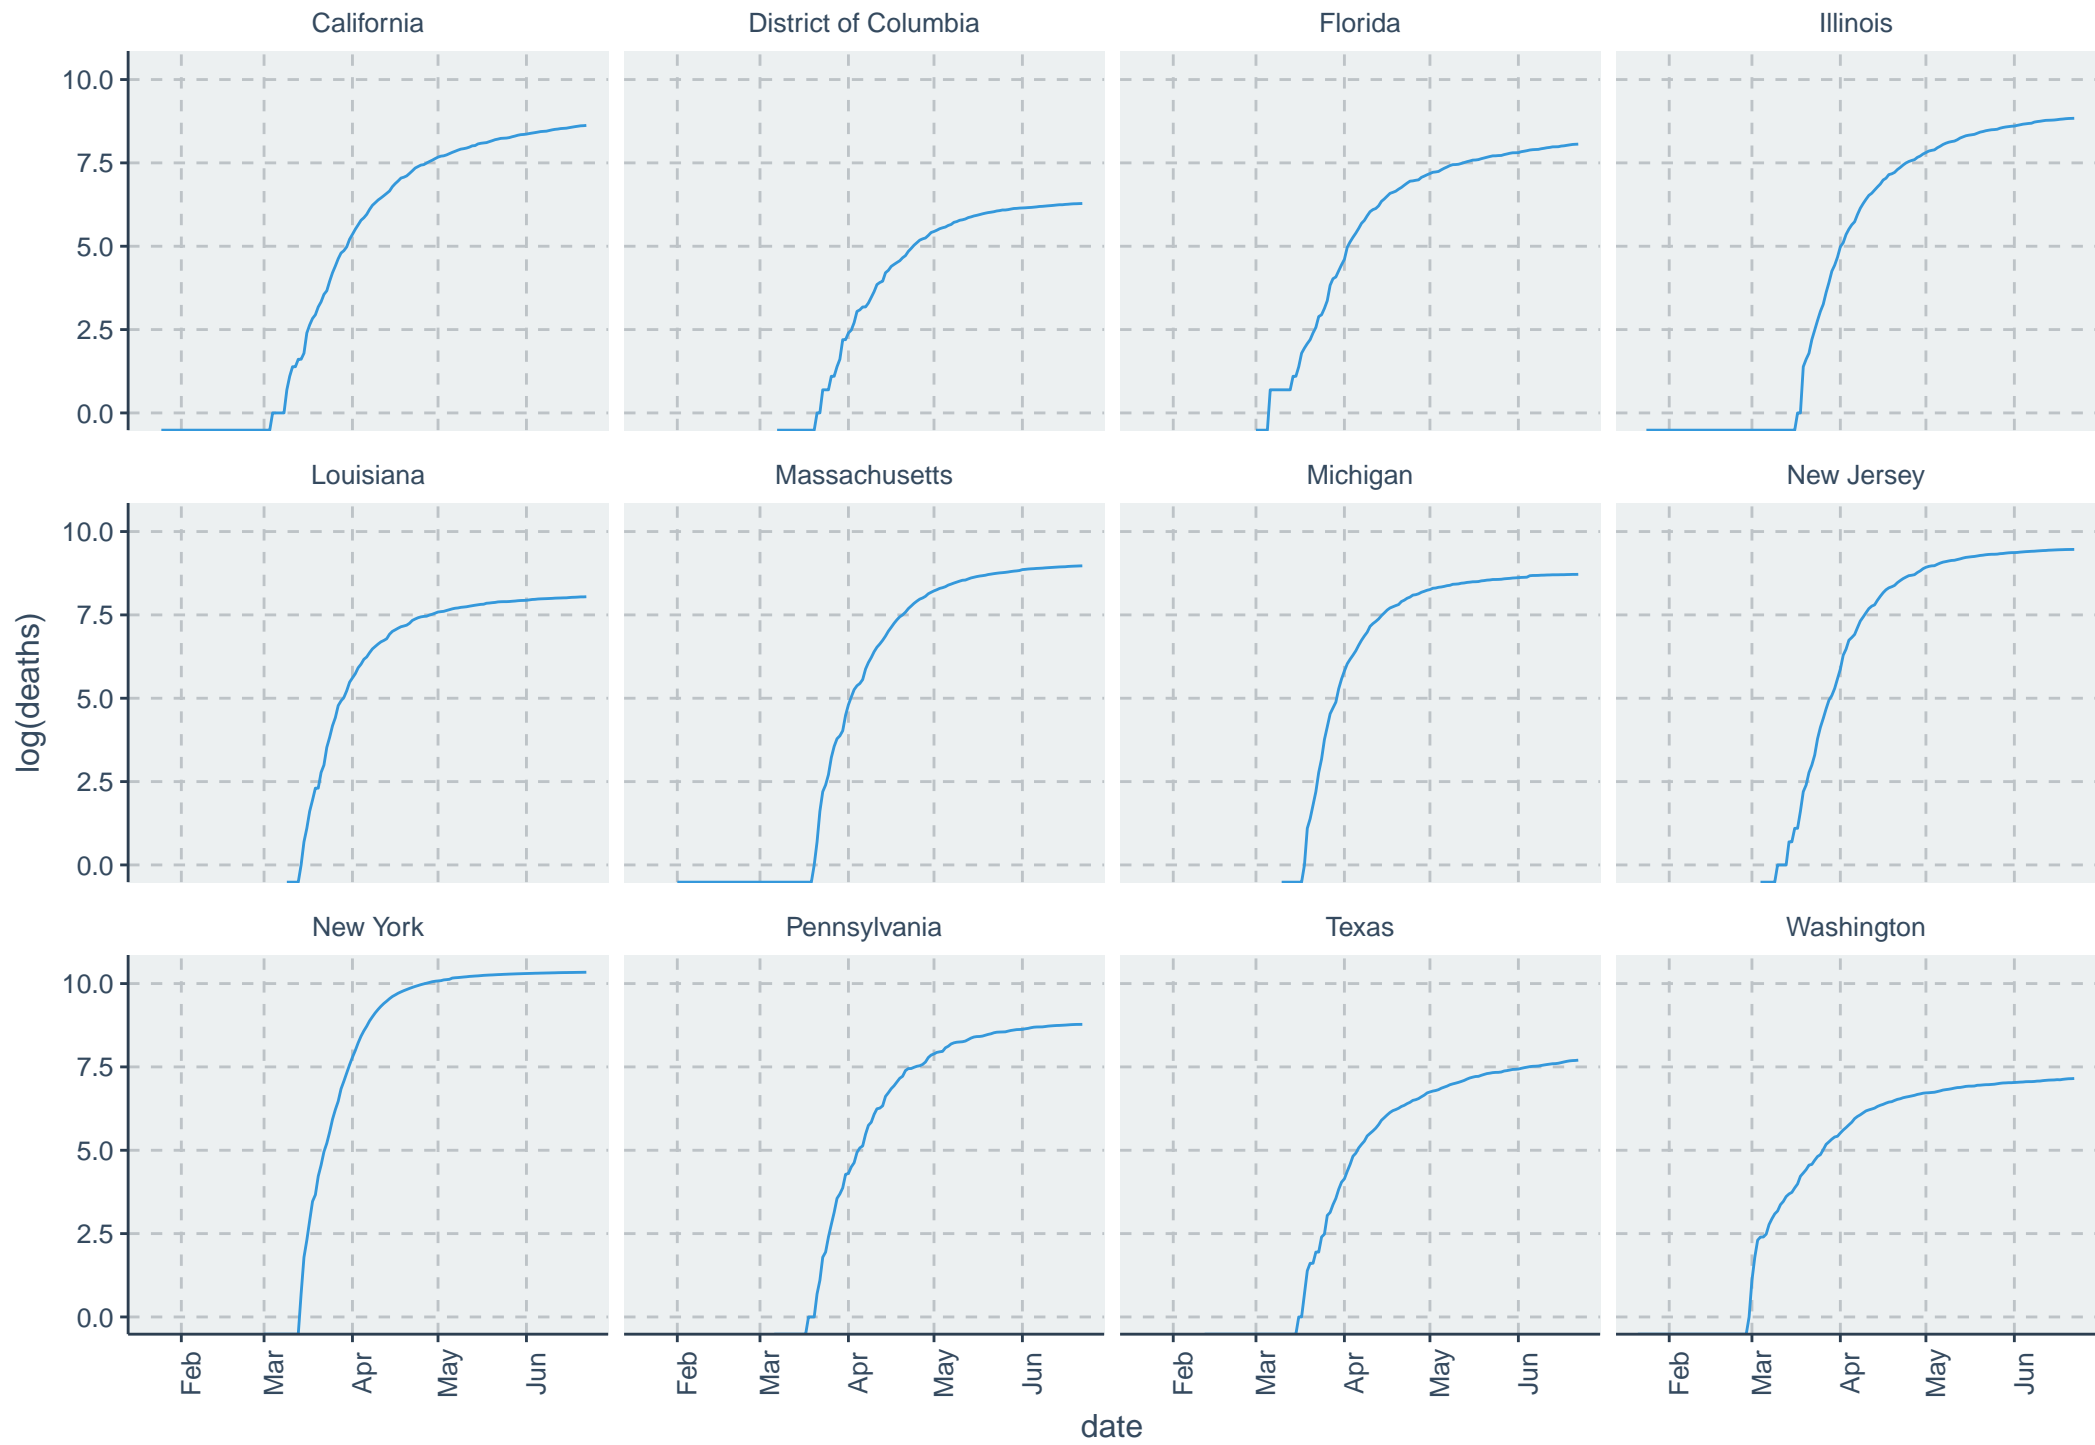 California
District of Columbia
Florida
Illinois
10.0
7.5
5.0
2.5
0.0
Louisiana
Massachusetts
Michigan
New Jersey
10.0
7.5
5.0
2.5
0.0
log(deaths)
New York
Pennsylvania
Texas
Washington
10.0
7.5
5.0
2.5
0.0
Feb
Mar
Apr
May
Jun
Feb
Mar
Apr
May
Jun
Feb
Mar
Apr
May
Jun
Feb
Mar
Apr
May
Jun
date